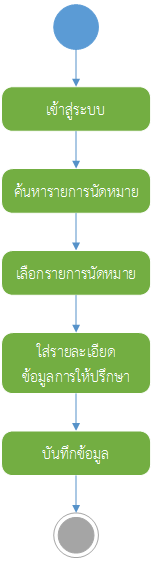 เข้าสู่ระบบ
ค้นหารายการนัดหมาย
เลือกรายการนัดหมาย
ใส่รายละเอียด
ข้อมูลการให้ปรึกษา
บันทึกข้อมูล